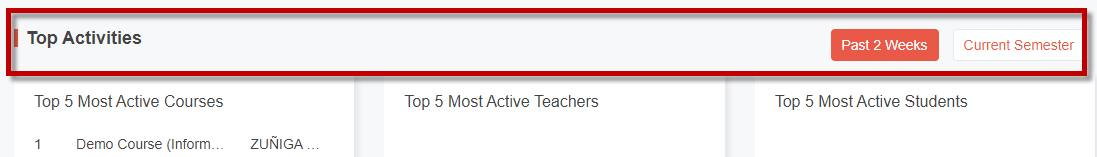 Top Activities
Past 2 Weeks Current Semester
Top 5 Most Active Courses Top 5 Most Active Teachers Top 5 Most Active Students
1 Demo Course (Inform… ZUÑIGA …